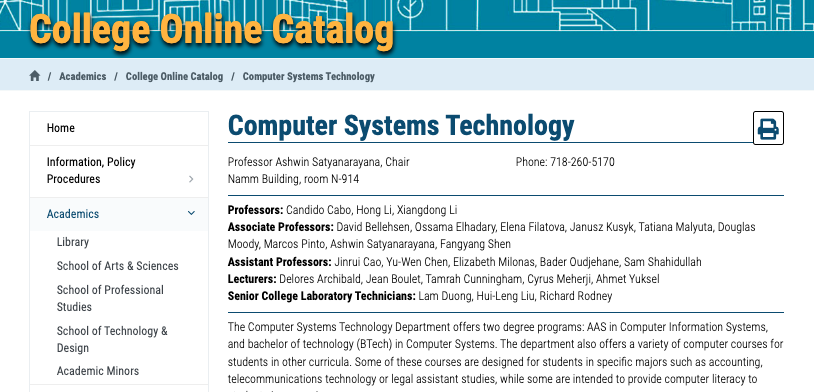 College Online Catalog
/ Academics / College Online Catalog / Computer Systems Technology
Home
Information, Policy
Procedures
Academics
Library
School of Arts & Sciences
School of Professional
Studies
School of Technology &
Design
Academic Minors
Computer Systems Technology
Professor Ashwin Satyanarayana, Chair
Phone: 718-260-5170
Namm Building, room N-914
Professors: Candido Cabo, Hong Li, Xiangdong Li
Associate Professors: David Bellehsen, Ossama Elhadary, Elena Filatova, Janusz Kusyk, Tatiana Malyuta, Douglas
Moody, Marcos Pinto, Ashwin Satyanarayana, Fangyang Shen
Assistant Professors: Jinrui Cao, Yu-Wen Chen, Elizabeth Milonas, Bader Oudjehane, Sam Shahidullah
Lecturers: Delores Archibald, Jean Boulet, Tamrah Cunningham, Cyrus Meherji, Ahmet Yuksel
Senior College Laboratory Technicians: Lam Duong, Hui-Leng Liu, Richard Rodney
The Computer Systems Technology Department offers two degree programs: AAS in Computer Information Systems,
and bachelor of technology (BTech) in Computer Systems. The department also offers a variety of computer courses for
students in other curricula. Some of these courses are designed for students in specific majors such as accounting,
telecommunications technology or legal assistant studies, while some are intended to provide computer literacy to